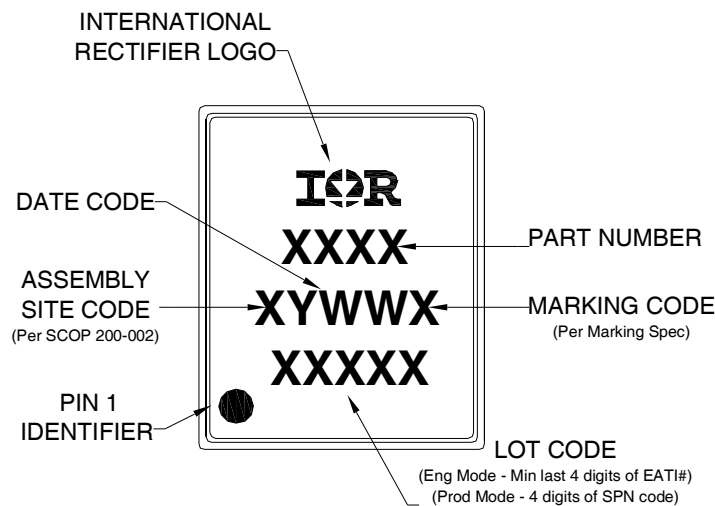 INTERNATIONAL
RECTIFIER LOGO
IOR
DATE CODE
XXXX
PART NUMBER
ASSEMBLY
SITE CODE
(Per SCOP 200-002)
XYWWX
MARKING CODE
(Per Marking Spec)
XXXXX
PIN 1
IDENTIFIER
LOT CODE
(Eng Mode - Min last 4 digits of EATI#)
(Prod Mode - 4 digits of SPN code)